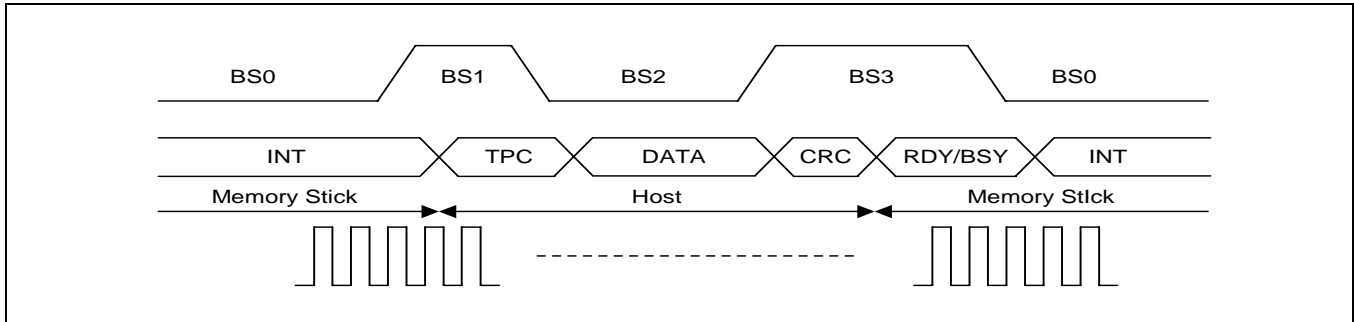 BS0 BS1 BS2 BS3 BS0
INT TPC DATA CRC RDY/BSY INT
Memory Stick Host Memory StIck